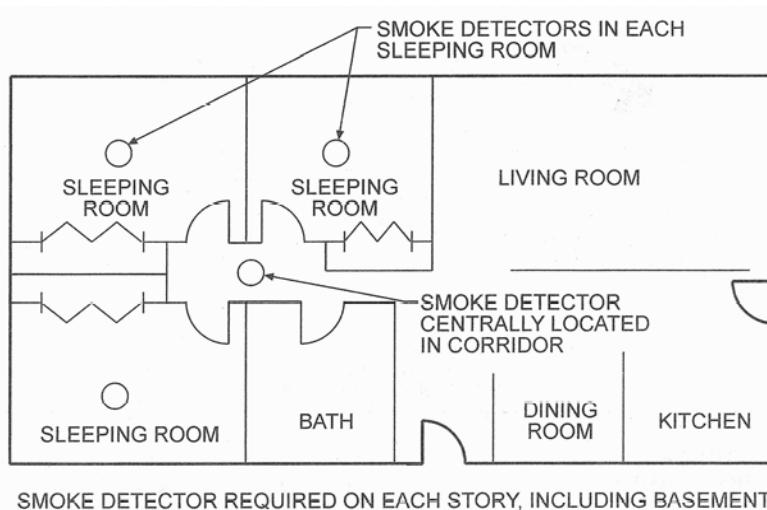 SMOKE DETECTORS IN EACH
SLEEPING ROOM
SLEEPING
ROOM
SLEEPING
ROOM
LIVING ROOM
SMOKE DETECTOR
CENTRALLY LOCATED
IN CORRIDOR
SLEEPING ROOM
BATH
DINING
ROOM
KITCHEN
SMOKE DETECTOR REQUIRED ON EACH STORY, INCLUDING BASEMENT